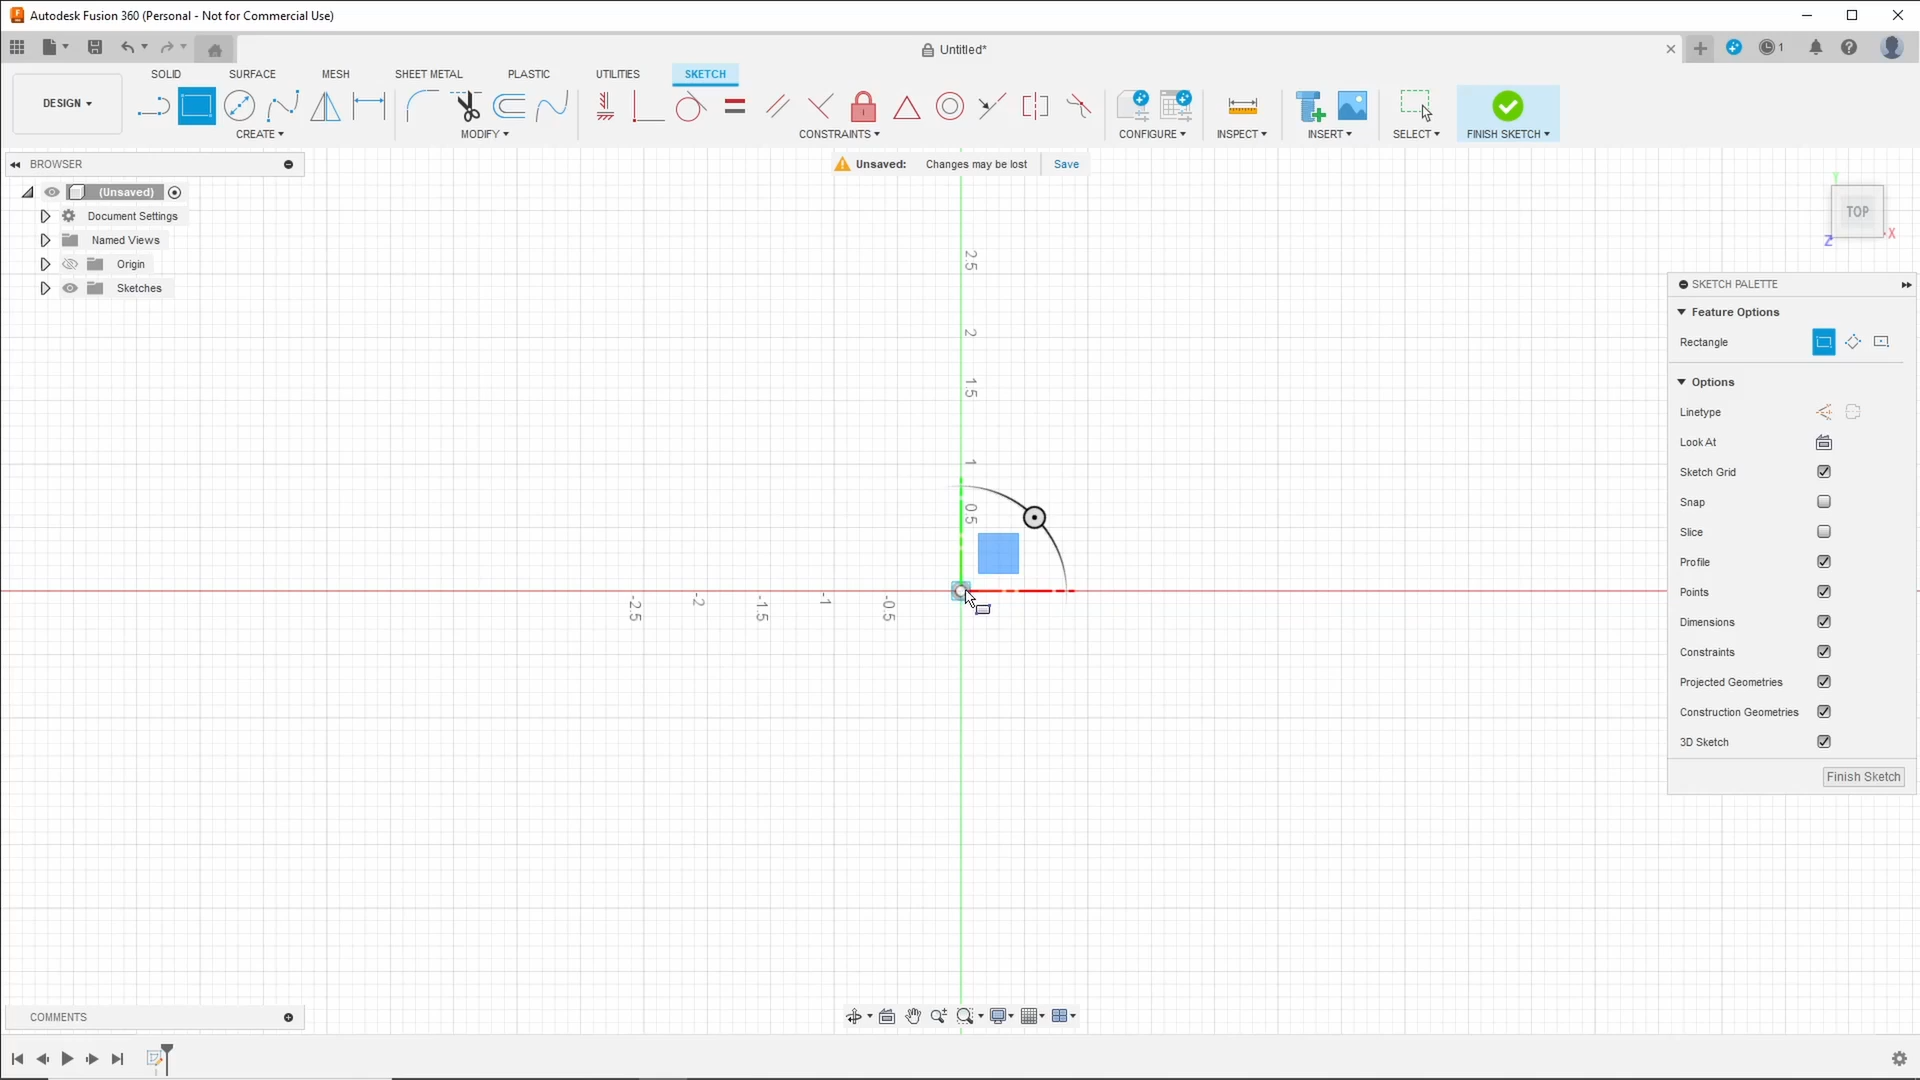 Autodesk Fusion 360 (Personal - Not for Commercial Use)
Untitled*
1
SOLID
SURFACE
MESH
SHEET METAL
PLASTIC
UTILITIES
SKETCH
DESIGN
CREATE
MODIFY
CONSTRAINTS
CONFIGURE
INSPECT
INSERT
SELECT
FINISH SKETCH
BROWSER
Unsaved: Changes may be lost Save
(Unsaved)
Document Settings
Named Views
Origin
Sketches
Y
TOP
Z
X
2.5
2
1.5
1
0.5
-2.5
-2
-1.5
-1
-0.5
SKETCH PALETTE
Feature Options
Rectangle
Options
Linetype
Look At
Sketch Grid
Snap
Slice
Profile
Points
Dimensions
Constraints
Projected Geometries
Construction Geometries
3D Sketch
Finish Sketch
COMMENTS